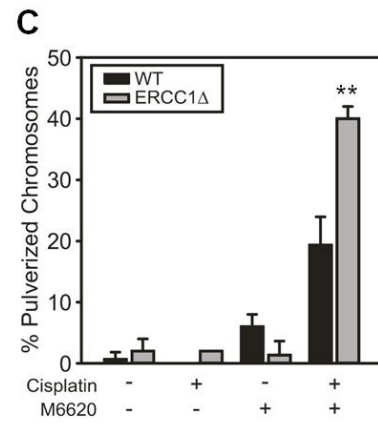 C
% Pulverized Chromosomes
50
40
30
20
10
0
WT
ERCC1Δ
**
Cisplatin - + - +
M6620 - - + +